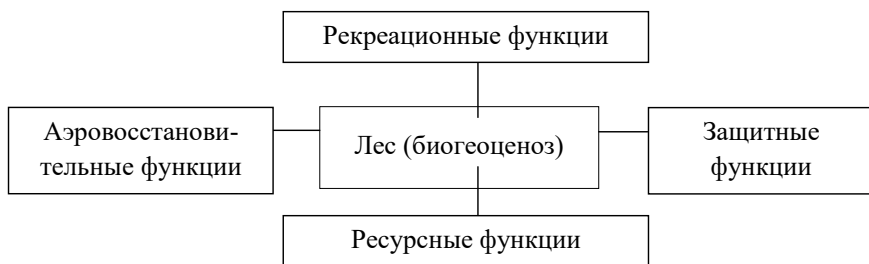 Рекреационные функции
Аэровосстанови-
тельные функции
Лес (биогеоценоз)
Защитные
функции
Ресурсные функции